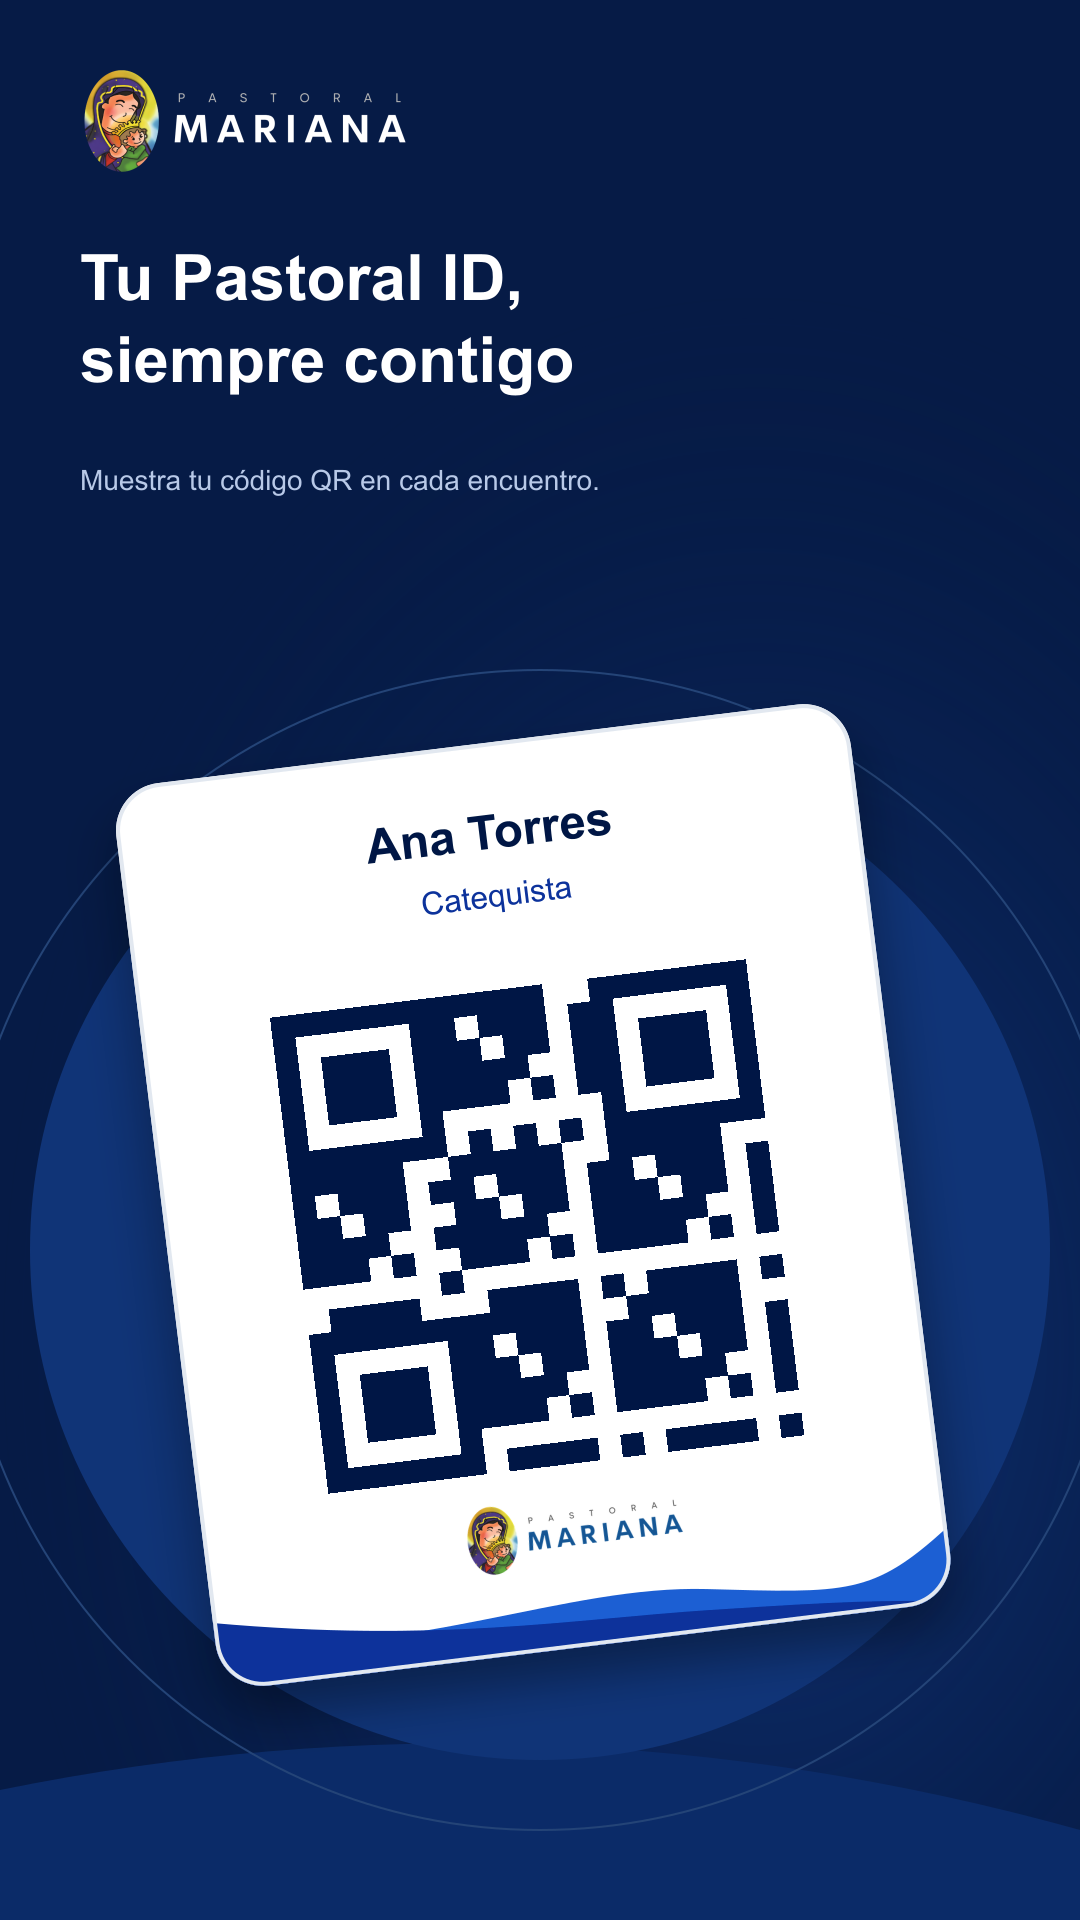 PASTORAL
MARIANA
Tu Pastoral ID,
siempre contigo
Muestra tu código QR en cada encuentro.
Ana Torres
Catequista
PASTORAL
MARIANA